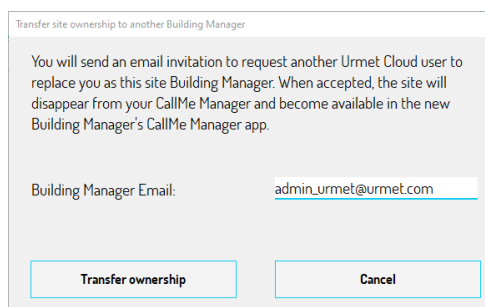 Transfer site ownership to another Building Manager
You will send an email invitation to request another Urmet Cloud user to
replace you as this site Building Manager. When accepted, the site will
disappear from your CallMe Manager and become available in the new
Building Manager's CallMe Manager app.
Building Manager Email: admin_urmet@urmet.com
Transfer ownership Cancel